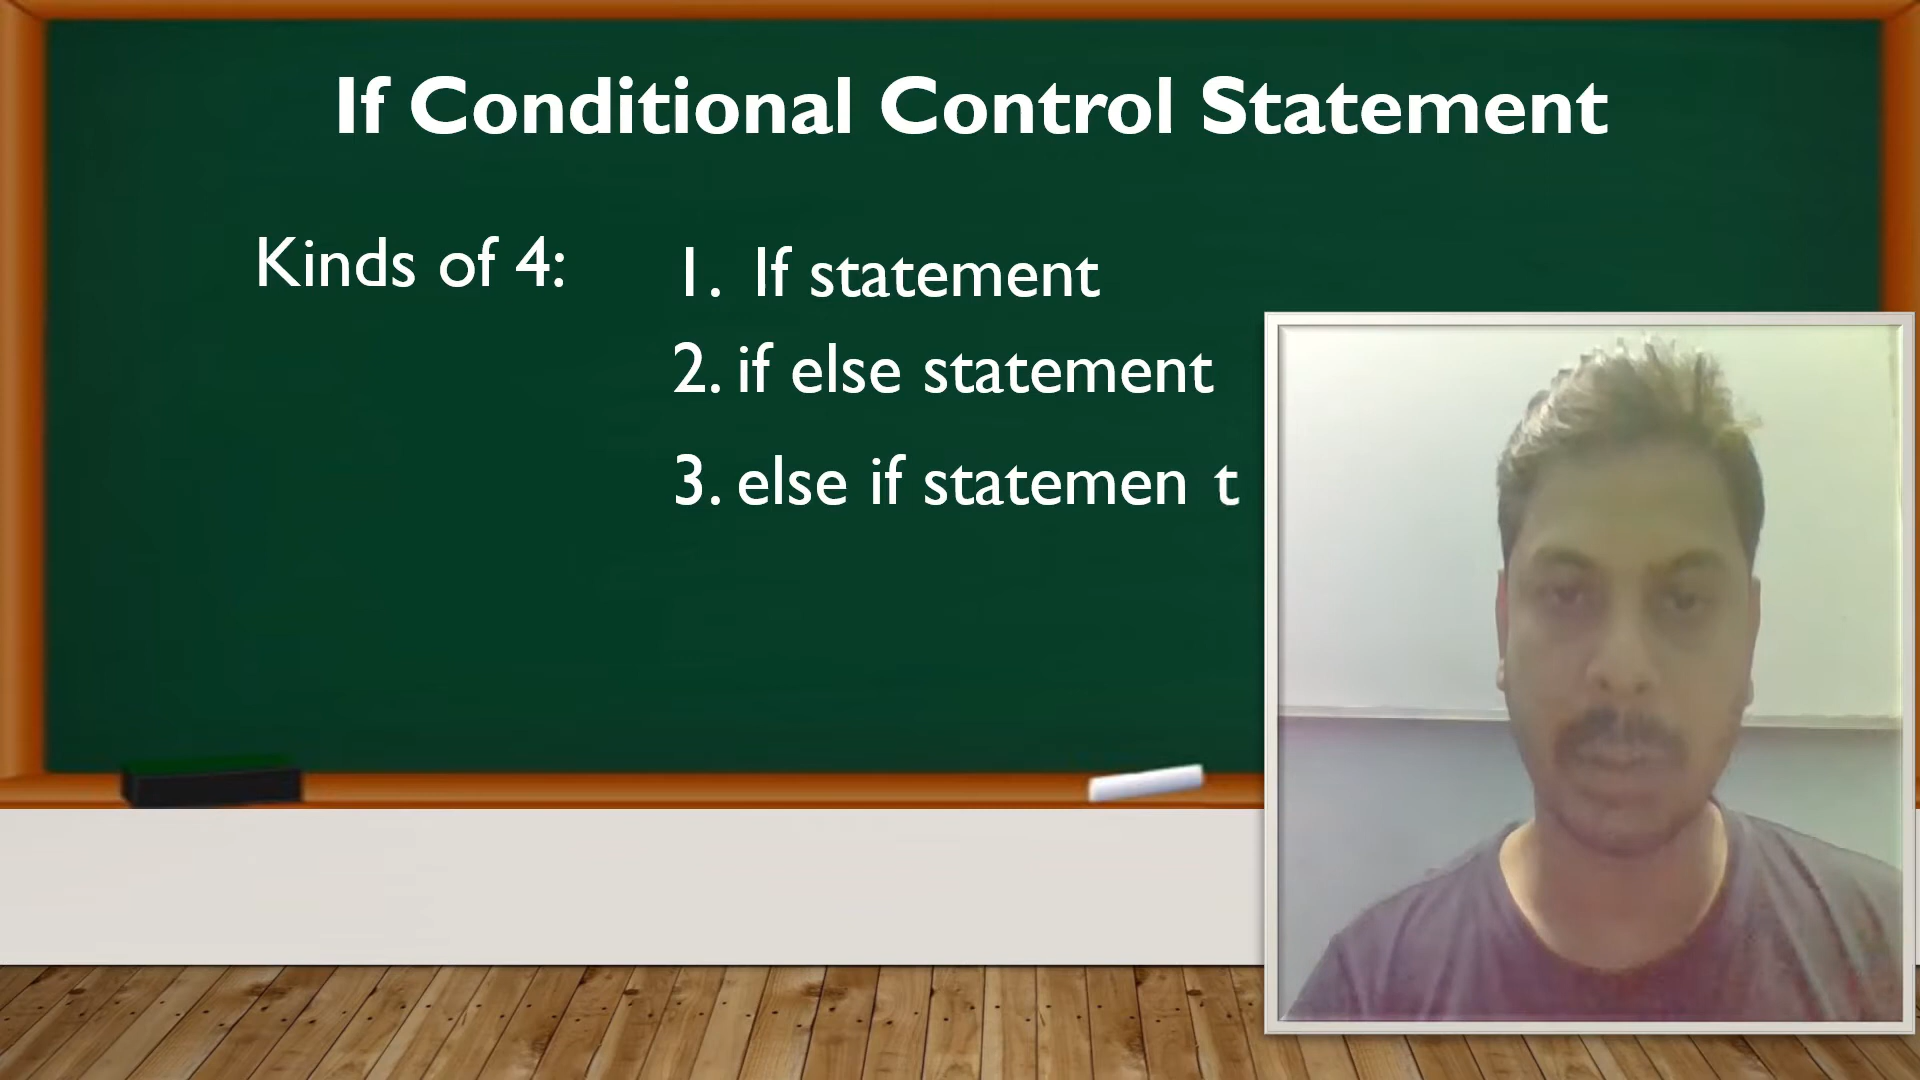 If Conditional Control Statement
Kinds of 4:
1. If statement
2. if else statement
3. else if statemen t